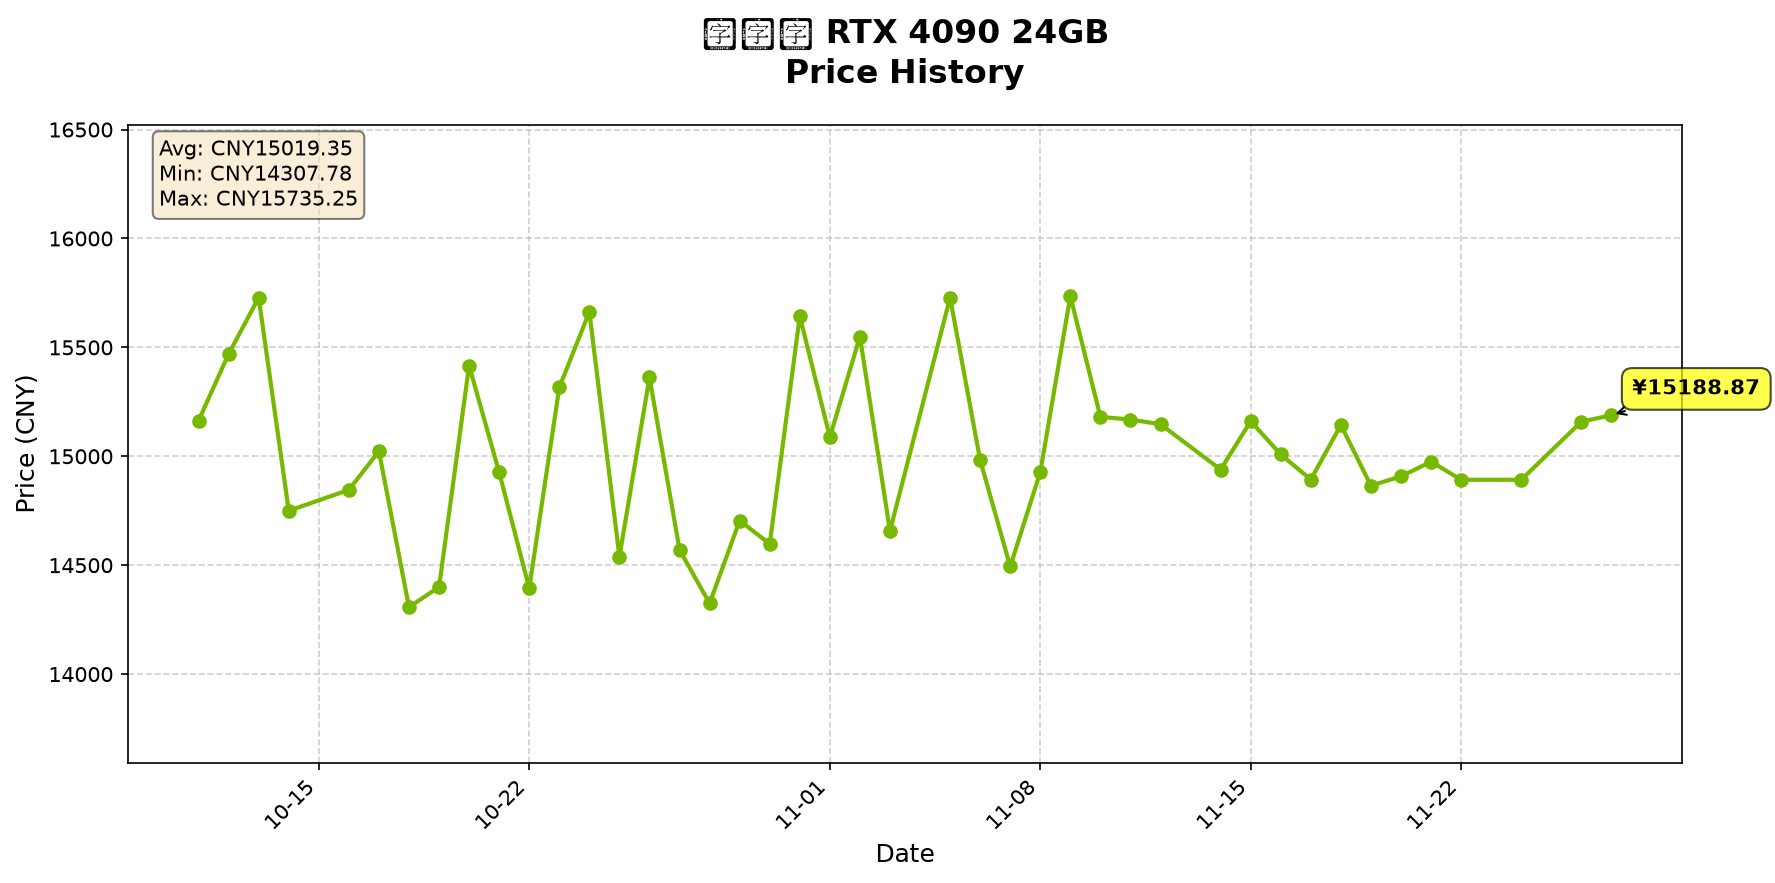 RTX 4090 24GB
Price History
16500
Avg: CNY15019.35
Min: CNY14307.78
Max: CNY15735.25
16000
15500
¥15188.87
15000
14500
14000
Price (CNY)
10-15
10-22
11-01
11-08
11-15
11-22
Date